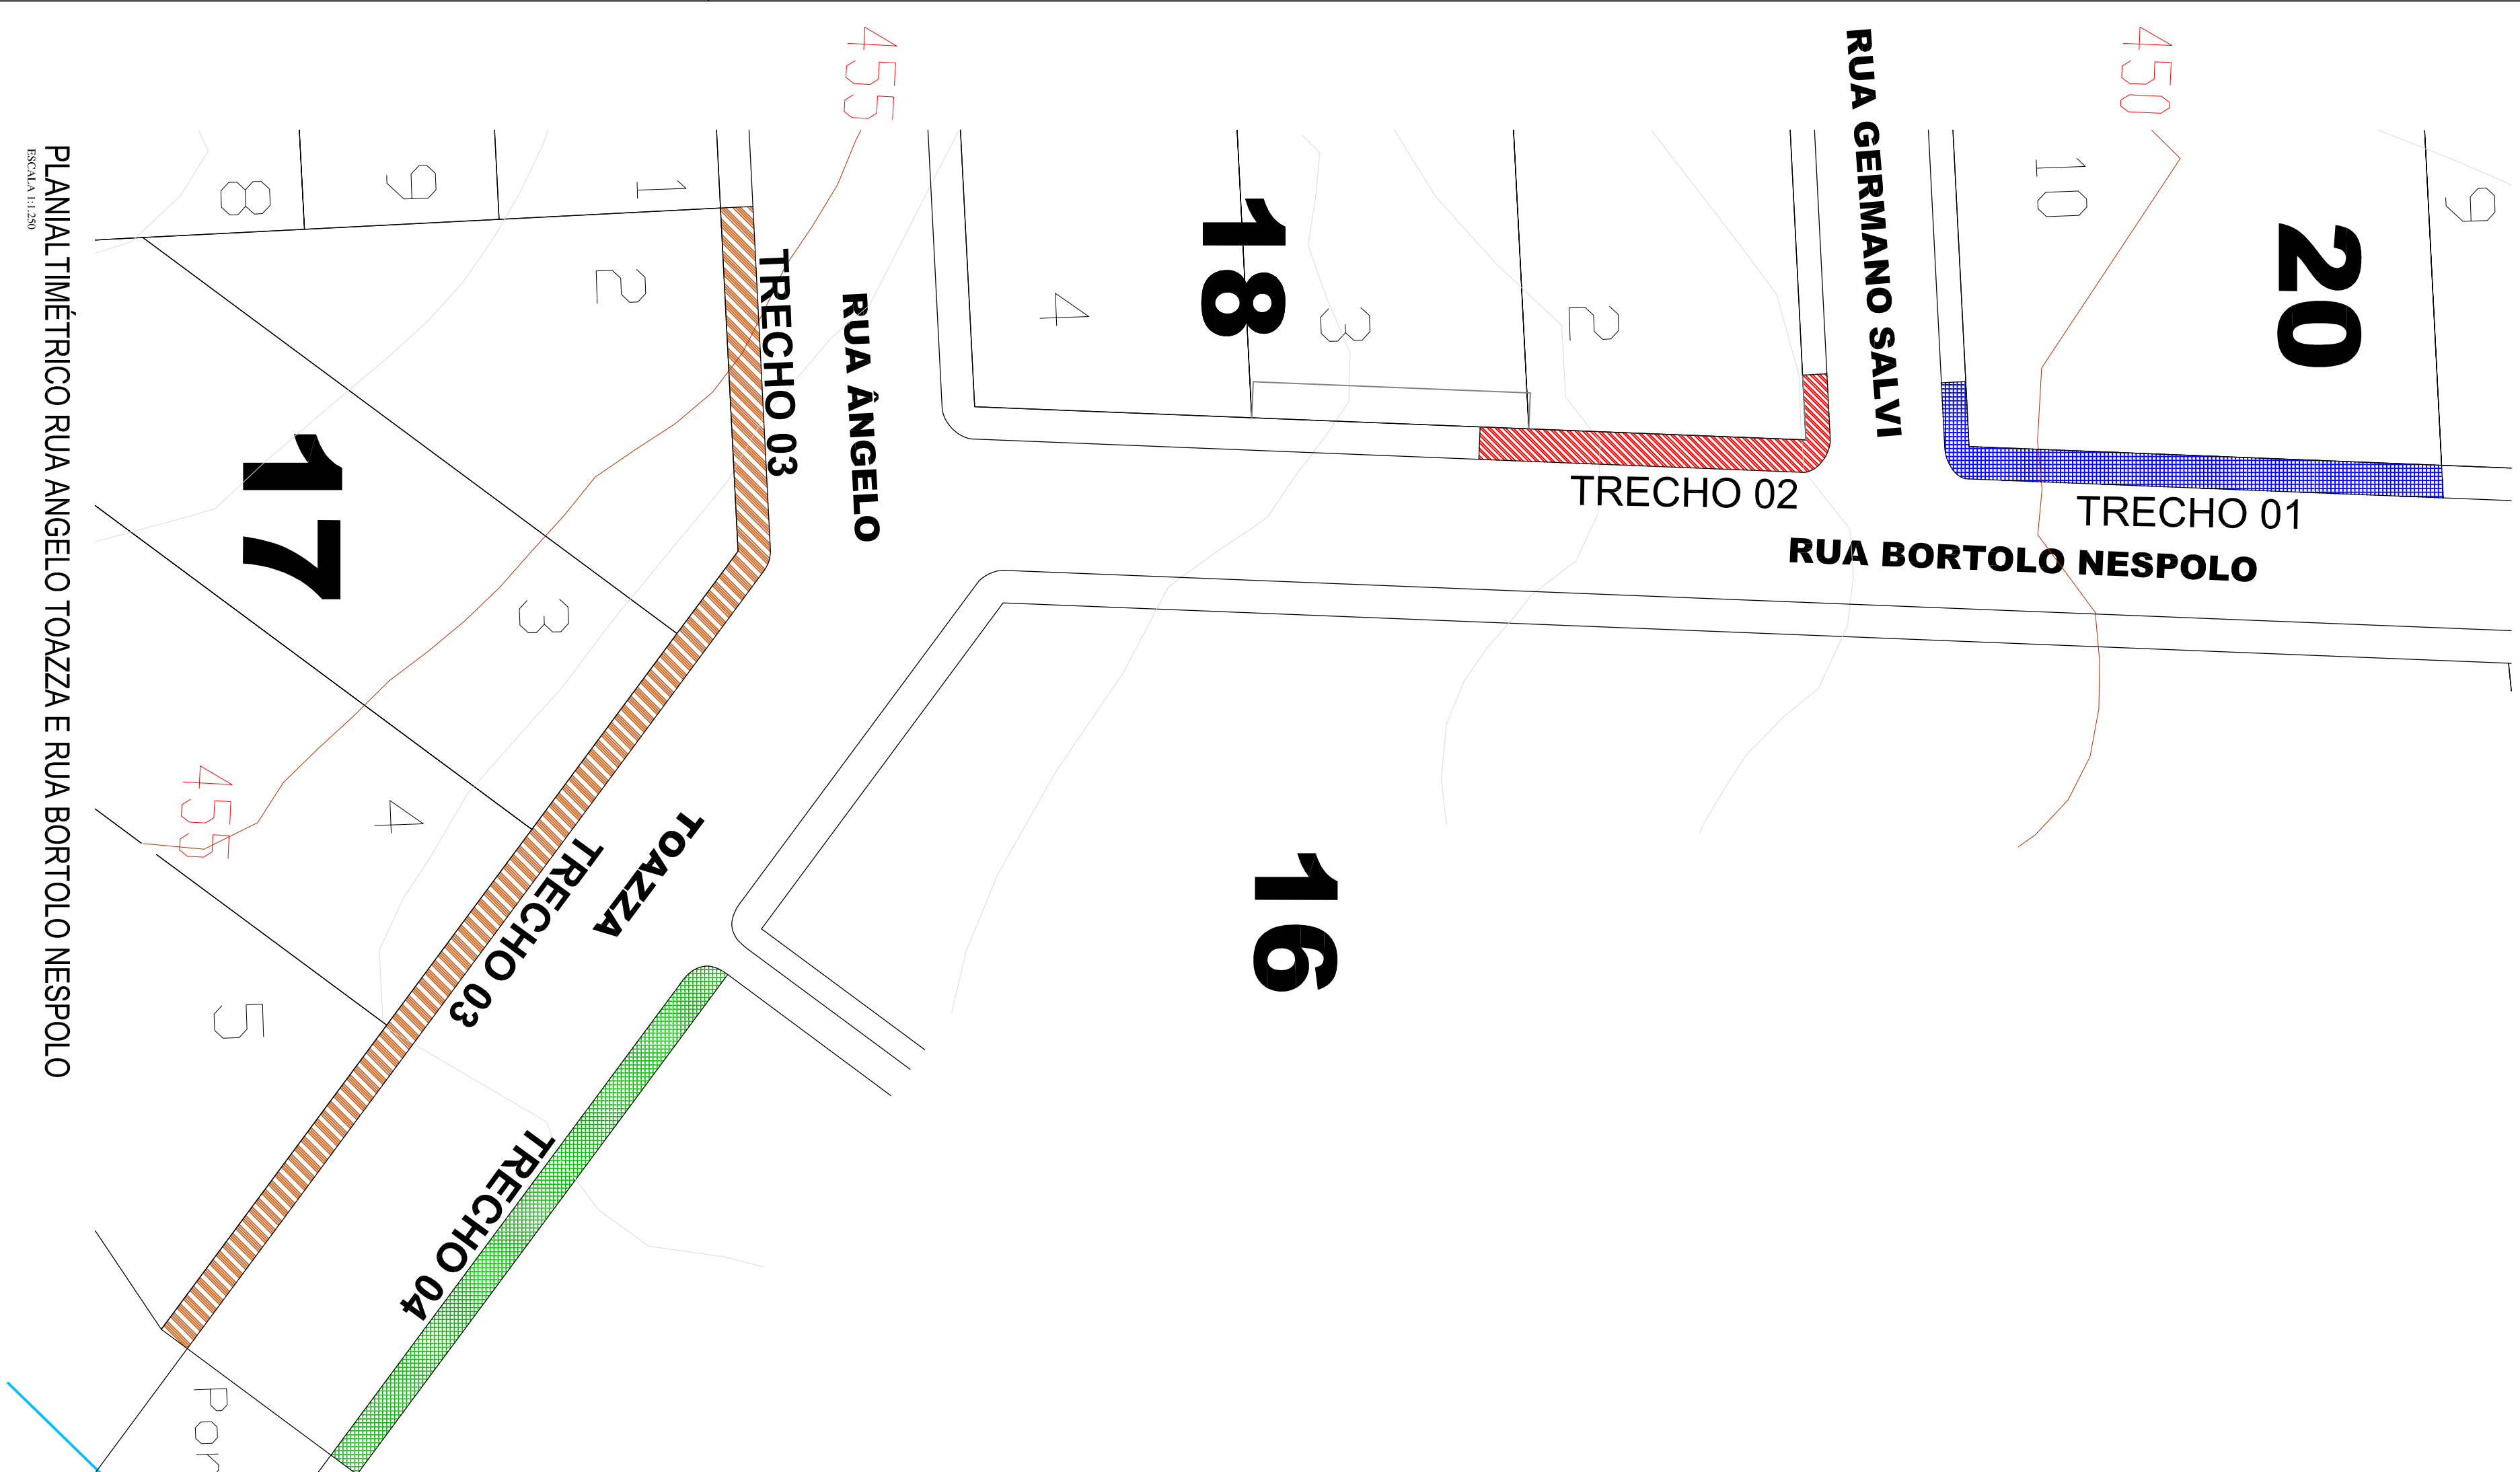 PLANIALTIMÉTRICO RUA ANGELO TOAZZA E RUA BORTOLO NESPOLO
ESCALA 1:1.250
455
450
RUA GERMANO SALVI
8
9
1
2
TRECHO 03
RUA ÂNGELO
18
4
3
2
10
20
9
TRECHO 02
TRECHO 01
RUA BORTOLO NESPOLO
17
3
455
4
TOAZZA
TRECHO 03
16
5
TRECHO 04